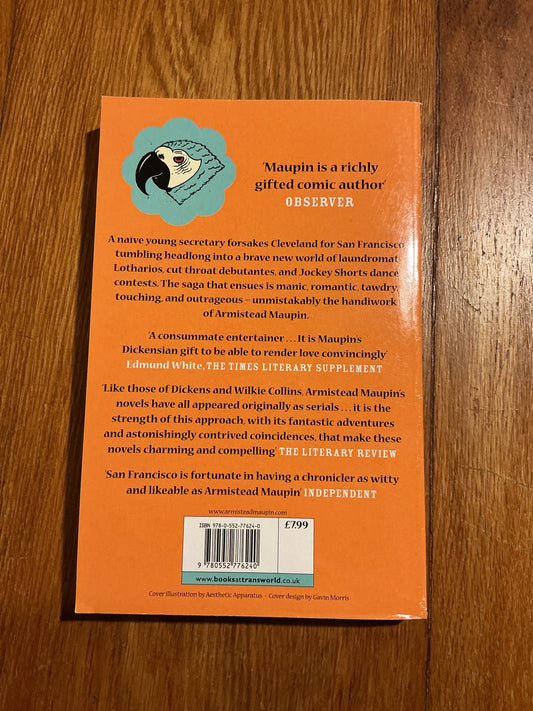 'Maupin is a richly
gifted comic author'
OBSERVER
A naive young secretary forsakes Cleveland for San Francisco
tumbling headlong into a brave new world of laundromat
Lotharios, cut throat debutantes, and Jockey Shorts dance
contests. The saga that ensues is manic, romantic, tawdry,
touching, and outrageous – unmistakably the handiwork
of Armistead Maupin.
'A consummate entertainer . . . It is Maupin's
Dickensian gift to be able to render love convincingly'
Edmund White, THE TIMES LITERARY SUPPLEMENT
'Like those of Dickens and Wilkie Collins, Armistead Maupin's
novels have all appeared originally as serials . . . it is the
strength of this approach, with its fantastic adventures
and astonishingly contrived coincidences, that make these
novels charming and compelling' THE LITERARY REVIEW
'San Francisco is fortunate in having a chronicler as witty
and likeable as Armistead Maupin' INDEPENDENT
www.armisteadmaupin.com
ISBN 978-0-552-77624-0
£7.99
9 780552 776240
www.booksattransworld.co.uk
Cover illustration by Aesthetic Apparatus · Cover design by Gavin Morris